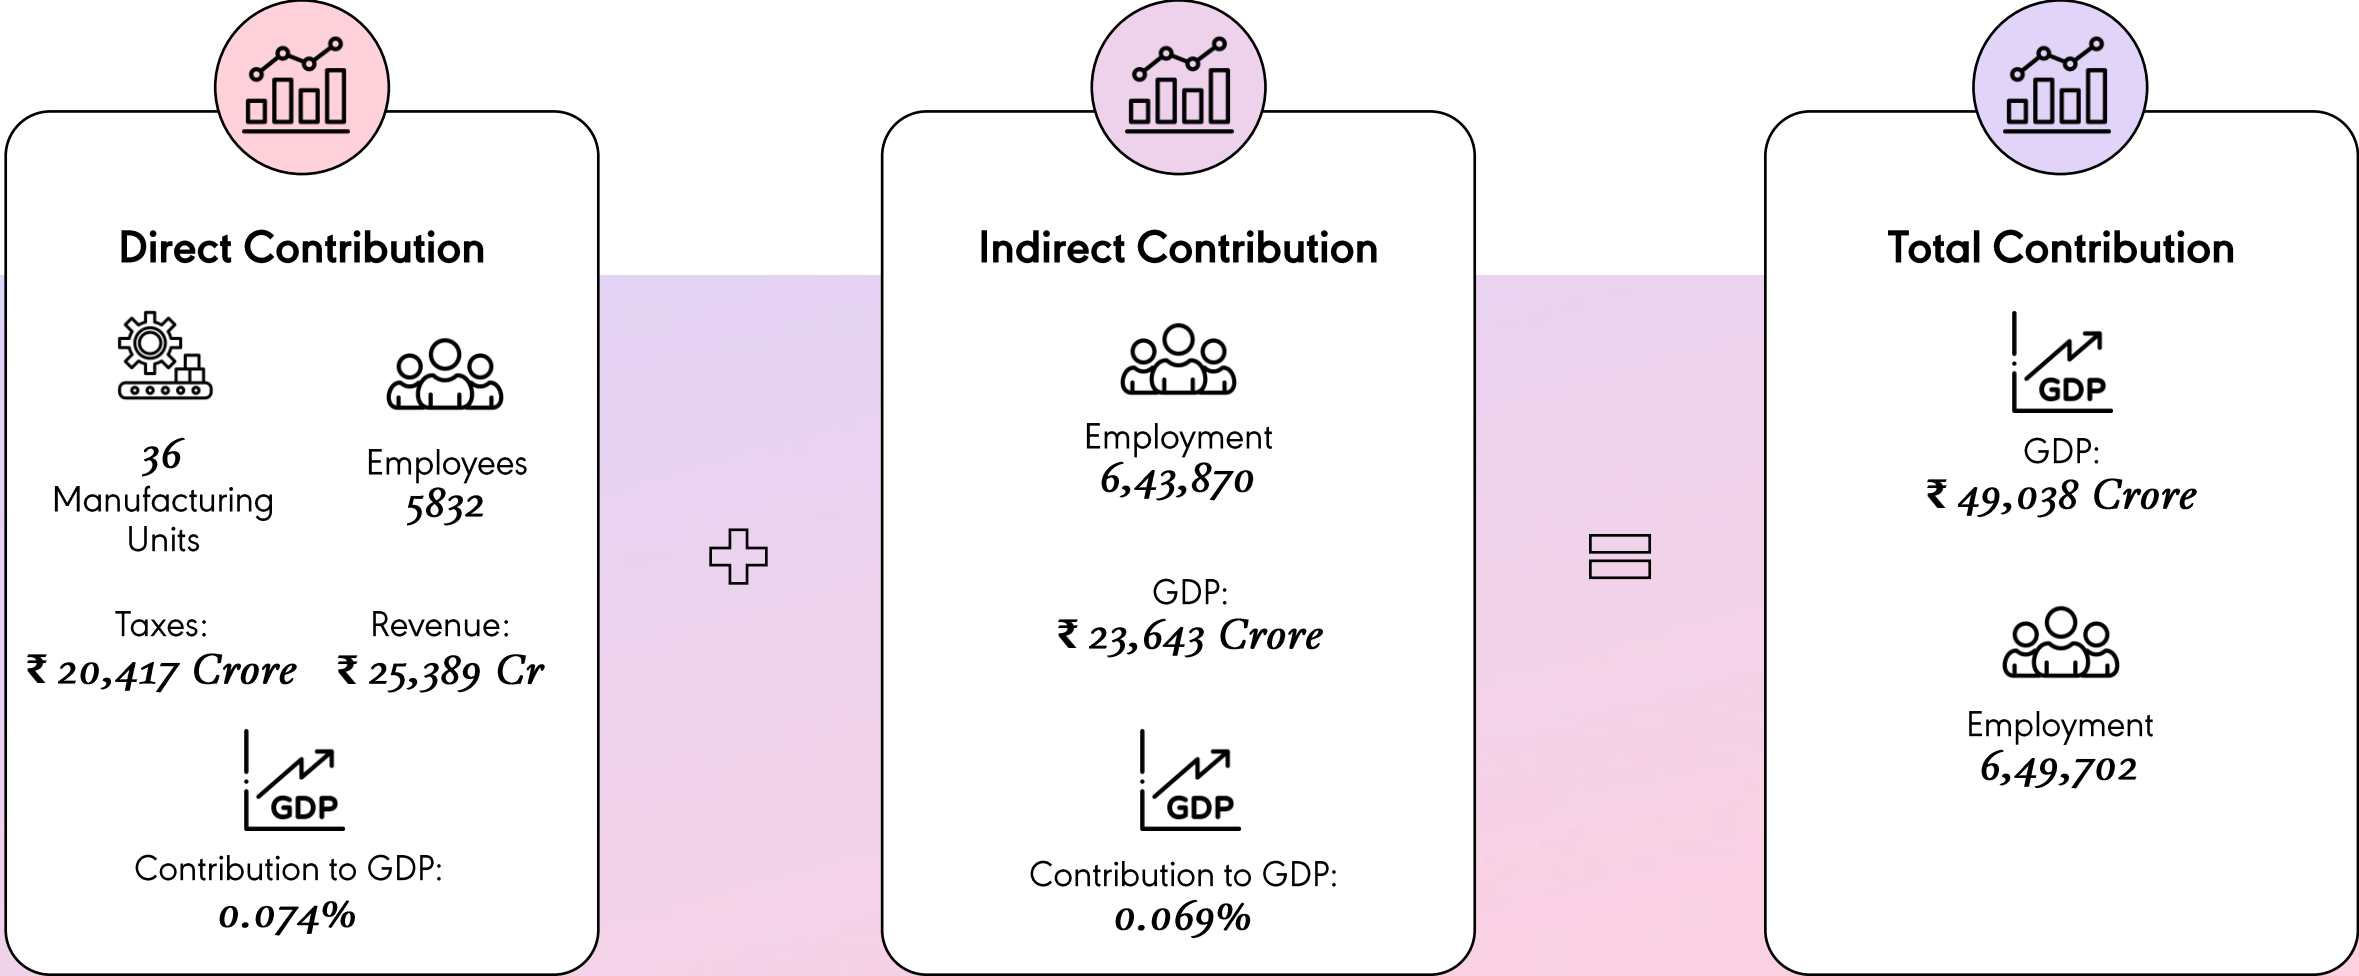 Direct Contribution
36
Manufacturing
Units
Employees
5832
Taxes:
₹ 20,417 Crore
Revenue:
₹ 25,389 Cr
GDP
Contribution to GDP:
0.074%
Indirect Contribution
Employment
6,43,870
GDP:
₹ 23,643 Crore
GDP
Contribution to GDP:
0.069%
Total Contribution
GDP
GDP:
₹ 49,038 Crore
Employment
6,49,702